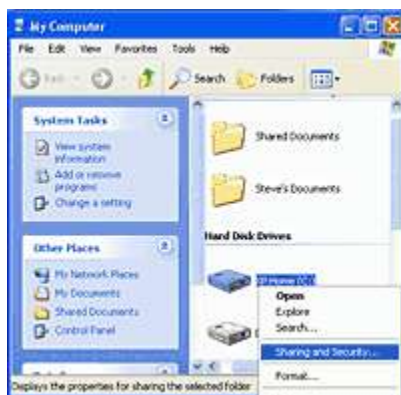 My Computer
File Edit View Favorites Tools Help
Back Search Folders
System Tasks
View system
information
Add or remove
programs
Change a setting
Other Places
My Network Places
My Documents
Shared Documents
Control Panel
Shared Documents
Steve's Documents
Hard Disk Drives
XP Home (C:)
Open
Explore
Search...
Sharing and Security...
Format...
Displays the properties for sharing the selected folder